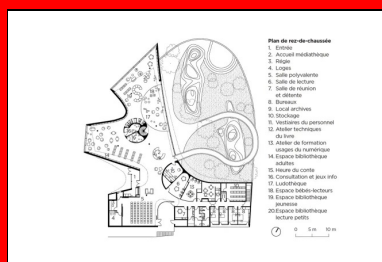 Plan de rez-de-chaussée
1. Entrée
2. Accueil médiathéque
3. Régie
4. Loges
5. Salle polyvalente
6. Salle de lecture
7. Salle de réunion
et détente
8. Bureaux
9. Local archives
10. Stockage
11. Vestiaires du personnel
12. Atelier techniques
du livre
13. Atelier de formation
usages du numérique
14. Espace bibliothèque
adultes
15. Heure du conte
16. Consultation et jeux info
17. Ludothèque
18. Espace bébés-lecteurs
19. Espace bibliothèque
jeunesse
20. Espace bibliothèque
lecture petits
0 5 m 10 m